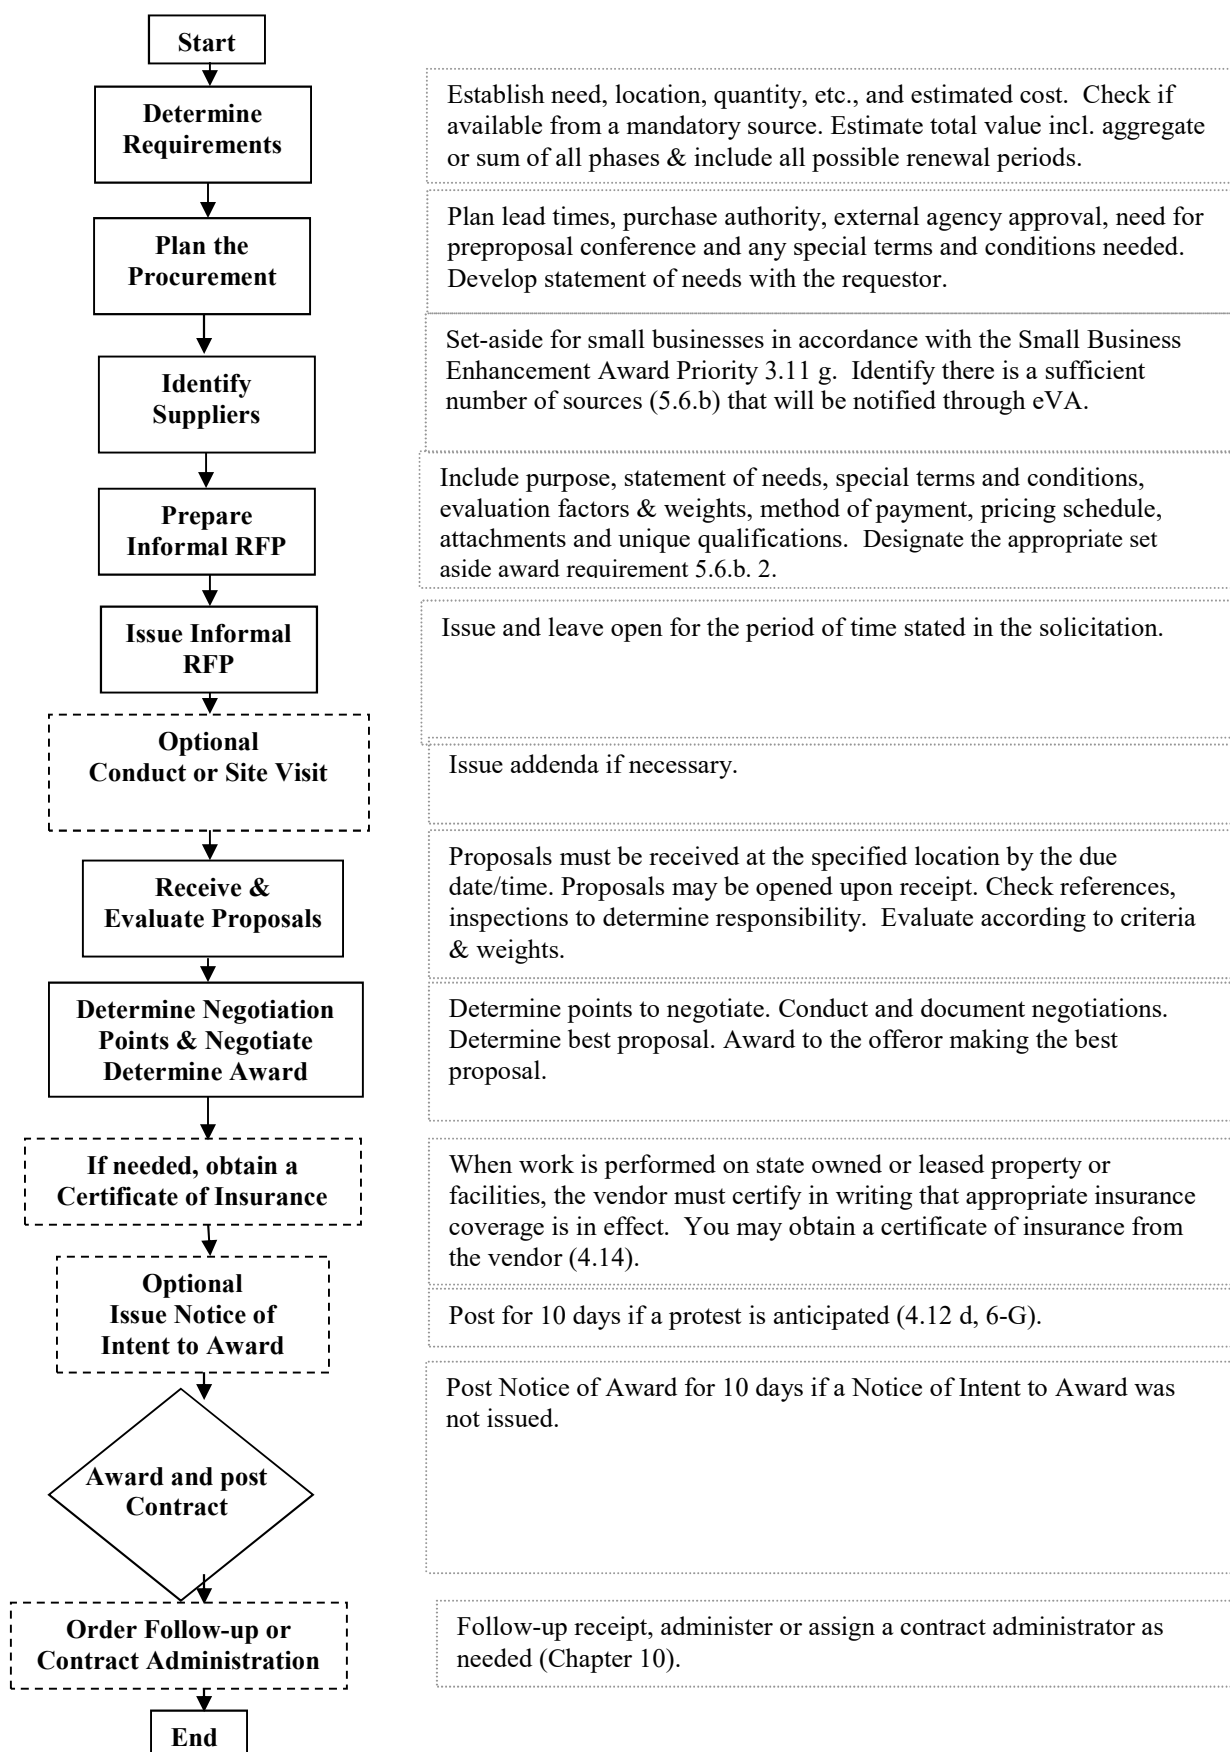 Start
Determine
Requirements
Establish need, location, quantity, etc., and estimated cost.  Check if
available from a mandatory source. Estimate total value incl. aggregate
or sum of all phases & include all possible renewal periods.
Plan the
Procurement
Plan lead times, purchase authority, external agency approval, need for
preproposal conference and any special terms and conditions needed.
Develop statement of needs with the requestor.
Identify
Suppliers
Set-aside for small businesses in accordance with the Small Business
Enhancement Award Priority 3.11 g.  Identify there is a sufficient
number of sources (5.6.b) that will be notified through eVA.
Prepare
Informal RFP
Include purpose, statement of needs, special terms and conditions,
evaluation factors & weights, method of payment, pricing schedule,
attachments and unique qualifications.  Designate the appropriate set
aside award requirement 5.6.b. 2.
Issue Informal
RFP
Issue and leave open for the period of time stated in the solicitation.
Optional
Conduct or Site Visit
Issue addenda if necessary.
Receive &
Evaluate Proposals
Proposals must be received at the specified location by the due
date/time. Proposals may be opened upon receipt. Check references,
inspections to determine responsibility.  Evaluate according to criteria
& weights.
Determine Negotiation
Points & Negotiate
Determine Award
Determine points to negotiate. Conduct and document negotiations.
Determine best proposal. Award to the offeror making the best
proposal.
If needed, obtain a
Certificate of Insurance
When work is performed on state owned or leased property or
facilities, the vendor must certify in writing that appropriate insurance
coverage is in effect.  You may obtain a certificate of insurance from
the vendor (4.14).
Optional
Issue Notice of
Intent to Award
Post for 10 days if a protest is anticipated (4.12 d, 6-G).
Post Notice of Award for 10 days if a Notice of Intent to Award was
not issued.
Award and post
Contract
Order Follow-up or
Contract Administration
Follow-up receipt, administer or assign a contract administrator as
needed (Chapter 10).
End